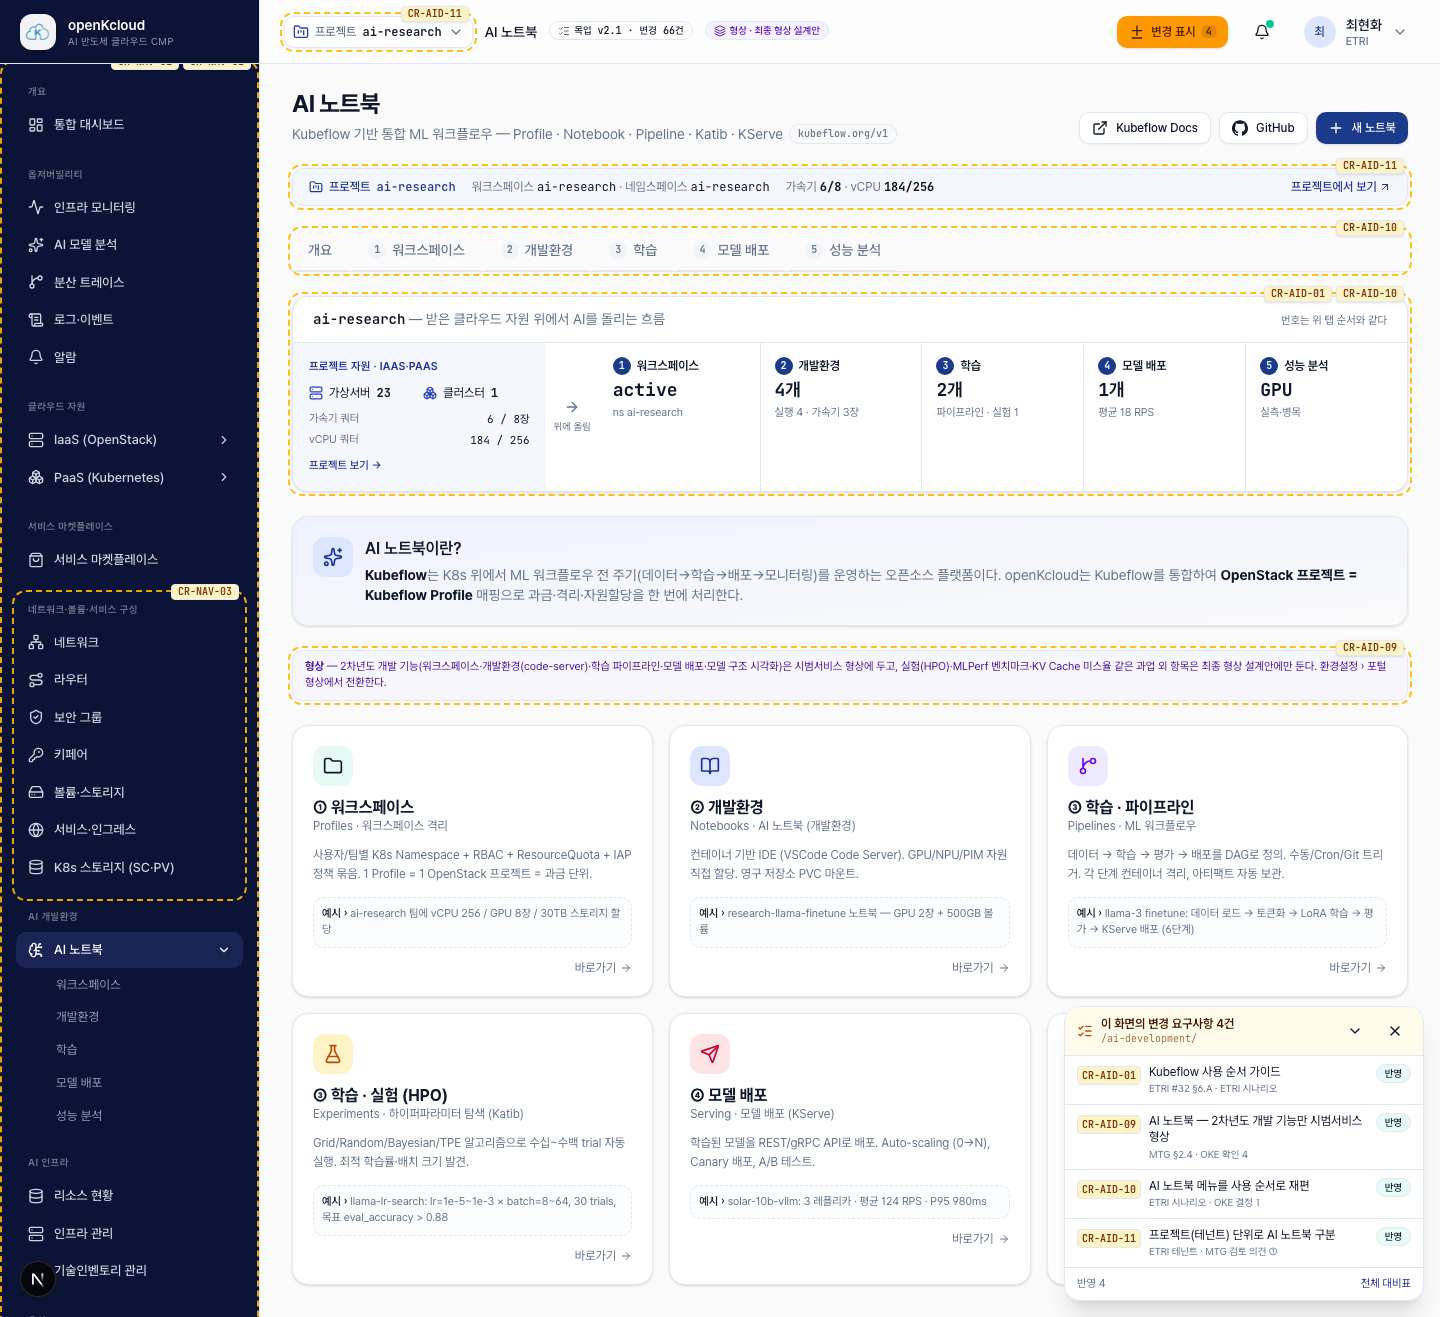 openKcloud
AI 반도체 클라우드 CMP
개요
통합 대시보드
옵저버빌리티
인프라 모니터링
AI 모델 분석
분산 트레이스
로그·이벤트
알람
클라우드 자원
IaaS (OpenStack)
PaaS (Kubernetes)
서비스 마켓플레이스
서비스 마켓플레이스
CR-NAV-03
네트워크·볼륨·서비스 구성
네트워크
라우터
보안 그룹
키페어
볼륨·스토리지
서비스·인그레스
K8s 스토리지 (SC·PV)
AI 개발환경
AI 노트북
워크스페이스
개발환경
학습
모델 배포
성능 분석
AI 인프라
리소스 현황
인프라 관리
기술인벤토리 관리
N
CR-AID-11
프로젝트 ai-research
AI 노트북
목업 v2.1 · 변경 66건
형상 · 최종 형상 설계안
변경 표시 4
최
최현화
ETRI
AI 노트북
Kubeflow 기반 통합 ML 워크플로우 — Profile · Notebook · Pipeline · Katib · KServe kubeflow.org/v1
Kubeflow Docs
GitHub
새 노트북
CR-AID-11
프로젝트 ai-research 워크스페이스 ai-research · 네임스페이스 ai-research 가속기 6/8 · vCPU 184/256
프로젝트에서 보기 ↗
CR-AID-10
개요 1 워크스페이스 2 개발환경 3 학습 4 모델 배포 5 성능 분석
CR-AID-01 CR-AID-10
ai-research — 받은 클라우드 자원 위에서 AI를 돌리는 흐름
번호는 위 탭 순서와 같다
프로젝트 자원 · IAAS·PAAS
가상서버 23 클러스터 1
가속기 쿼터 6 / 8장
vCPU 쿼터 184 / 256
프로젝트 보기 →
→
위에 올림
1 워크스페이스
active
ns ai-research
2 개발환경
4개
실행 4 · 가속기 3장
3 학습
2개
파이프라인 · 실험 1
4 모델 배포
1개
평균 18 RPS
5 성능 분석
GPU
실측·병목
AI 노트북이란?
Kubeflow는 K8s 위에서 ML 워크플로우 전 주기(데이터→학습→배포→모니터링)를 운영하는 오픈소스 플랫폼이다. openKcloud는 Kubeflow를 통합하여 OpenStack 프로젝트 =
Kubeflow Profile 매핑으로 과금·격리·자원할당을 한 번에 처리한다.
CR-AID-09
형상 — 2차년도 개발 기능(워크스페이스·개발환경(code-server)·학습 파이프라인·모델 배포·모델 구조 시각화)은 시범서비스 형상에 두고, 실험(HPO)·MLPerf 벤치마크·KV Cache 미스율 같은 과업 외 항목은 최종 형상 설계안에만 둔다. 환경설정 › 포털
형상에서 전환한다.
① 워크스페이스
Profiles · 워크스페이스 격리
사용자/팀별 K8s Namespace + RBAC + ResourceQuota + IAP
정책 묶음. 1 Profile = 1 OpenStack 프로젝트 = 과금 단위.
예시 › ai-research 팀에 vCPU 256 / GPU 8장 / 30TB 스토리지 할
당
바로가기 →
② 개발환경
Notebooks · AI 노트북 (개발환경)
컨테이너 기반 IDE (VSCode Code Server). GPU/NPU/PIM 자원
직접 할당. 영구 저장소 PVC 마운트.
예시 › research-llama-finetune 노트북 — GPU 2장 + 500GB 볼
륨
바로가기 →
③ 학습 · 파이프라인
Pipelines · ML 워크플로우
데이터 → 학습 → 평가 → 배포를 DAG로 정의. 수동/Cron/Git 트리
거. 각 단계 컨테이너 격리, 아티팩트 자동 보관.
예시 › llama-3 finetune: 데이터 로드 → 토큰화 → LoRA 학습 → 평
가 → KServe 배포 (6단계)
바로가기 →
③ 학습 · 실험 (HPO)
Experiments · 하이퍼파라미터 탐색 (Katib)
Grid/Random/Bayesian/TPE 알고리즘으로 수십~수백 trial 자동
실행. 최적 학습률·배치 크기 발견.
예시 › llama-lr-search: lr=1e-5~1e-3 × batch=8~64, 30 trials,
목표 eval_accuracy > 0.88
바로가기 →
④ 모델 배포
Serving · 모델 배포 (KServe)
학습된 모델을 REST/gRPC API로 배포. Auto-scaling (0→N),
Canary 배포, A/B 테스트.
예시 › solar-10b-vllm: 3 레플리카 · 평균 124 RPS · P95 980ms
바로가기 →
이 화면의 변경 요구사항 4건
/ai-development/
CR-AID-01 Kubeflow 사용 순서 가이드 반영
ETRI #32 §6.A · ETRI 시나리오
CR-AID-09 AI 노트북 — 2차년도 개발 기능만 시범서비스 반영
형상
MTG §2.4 · OKE 확인 4
CR-AID-10 AI 노트북 메뉴를 사용 순서로 재편 반영
ETRI 시나리오 · OKE 결정 1
CR-AID-11 프로젝트(테넌트) 단위로 AI 노트북 구분 반영
ETRI 테넌트 · MTG 검토 의견 ①
반영 4
전체 대비표